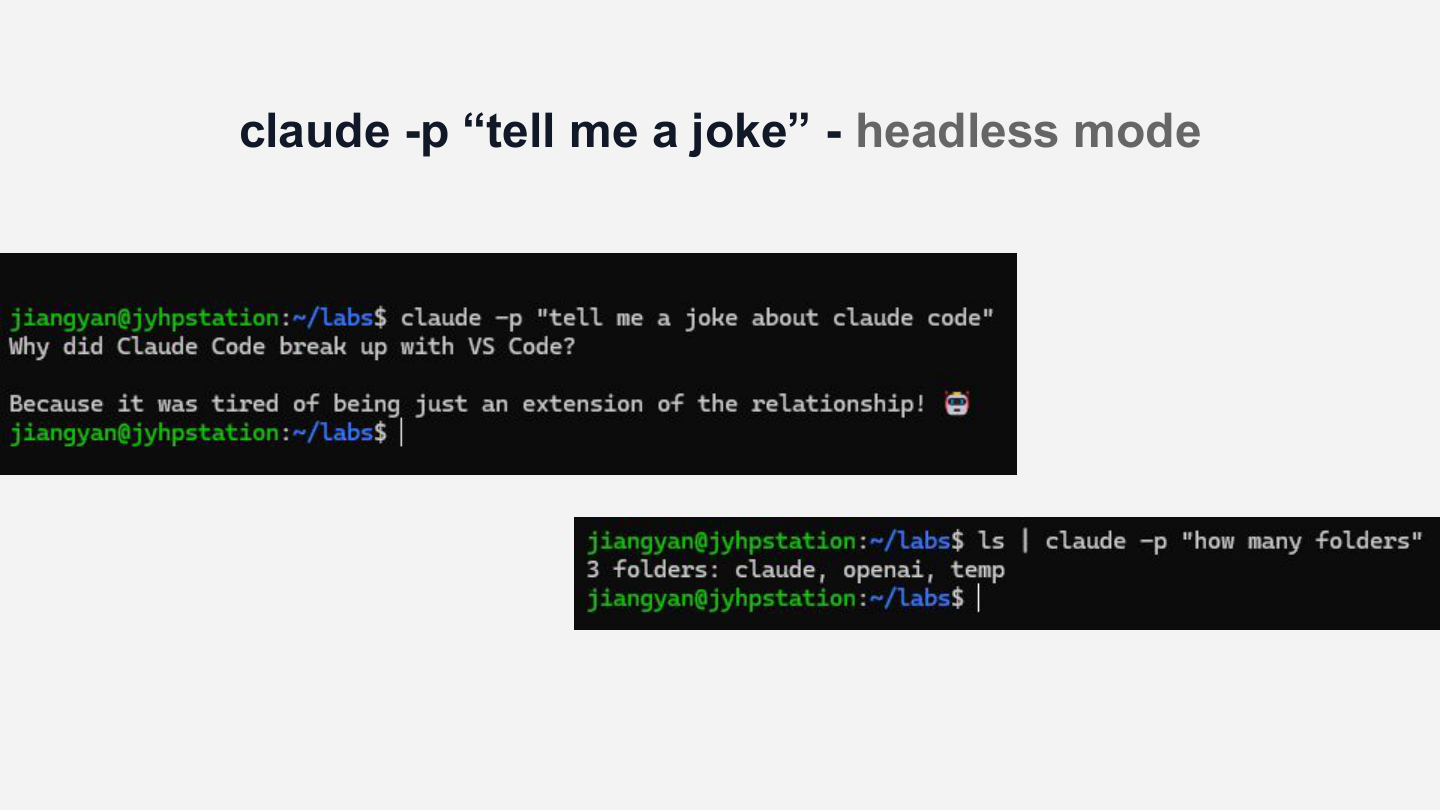 claude -p “tell me a joke” - headless mode
jiangyan@jyhpstation:~/labs$ claude -p "tell me a joke about claude code"
Why did Claude Code break up with VS Code?
Because it was tired of being just an extension of the relationship! 🤖
jiangyan@jyhpstation:~/labs$
jiangyan@jyhpstation:~/labs$ ls | claude -p "how many folders"
3 folders: claude, openai, temp
jiangyan@jyhpstation:~/labs$